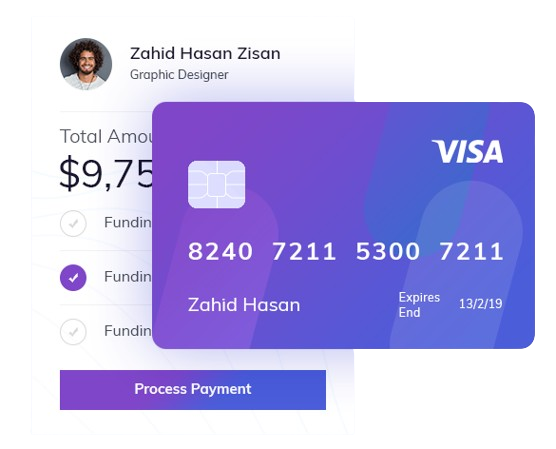 Zahid Hasan Zisan
Graphic Designer
Total Amou
$9,75
Fundin
Fundin
Fundin
VISA
8240 7211 5300 7211
Zahid Hasan
Expires
End
13/2/19
Process Payment